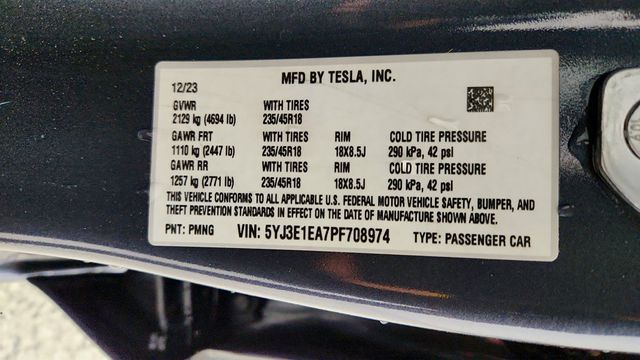 MFD BY TESLA, INC.
12/23
GVWR WITH TIRES
2129 kg (4694 lb) 235/45R18
GAWR FRT WITH TIRES RIM COLD TIRE PRESSURE
1110 kg (2447 lb) 235/45R18 18X8.5J 290 kPa, 42 psi
GAWR RR WITH TIRES RIM COLD TIRE PRESSURE
1257 kg (2771 lb) 235/45R18 18X8.5J 290 kPa, 42 psi
THIS VEHICLE CONFORMS TO ALL APPLICABLE U.S. FEDERAL MOTOR VEHICLE SAFETY, BUMPER, AND
THEFT PREVENTION STANDARDS IN EFFECT ON THE DATE OF MANUFACTURE SHOWN ABOVE.
PNT: PMNG VIN: 5YJ3E1EA7PF708974 TYPE: PASSENGER CAR